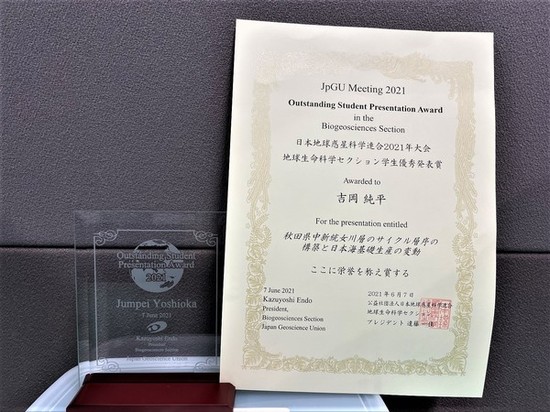 JpGU Meeting 2021
Outstanding Student Presentation Award
in the
Biogeosciences Section
日本地球惑星科学連合2021年大会
地球生命科学セクション学生優秀発表賞
Awarded to
吉岡 純平
For the presentation entitled
秋田県中新統女川層のサイクル層序の
構築と日本海基礎生産の変動
ここに栄誉を称え賞する
7 June 2021
Kazuyoshi Endo
President,
Biogeosciences Section
Japan Geoscience Union
2021年6月7日
公益社団法人日本地球惑星科学連合
地球生命科学セクション
プレジデント 遠藤 一佳
Outstanding Student
Presentation Award
2021
Jumpei Yoshioka
7 June 2021
Kazuyoshi Endo
President
Biogeosciences Section
Japan Geoscience Union